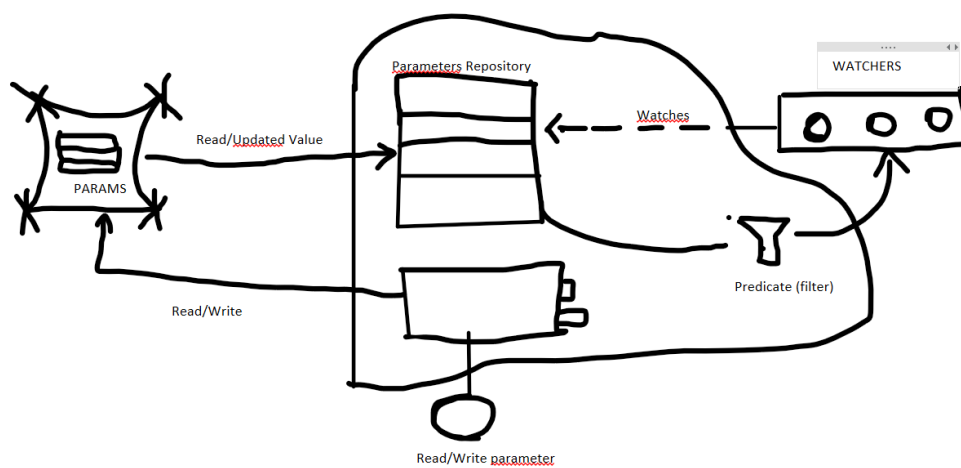 Parameters Repository
WATCHERS
Watches
Read/Updated Value
PARAMS
Predicate (filter)
Read/Write
Read/Write parameter